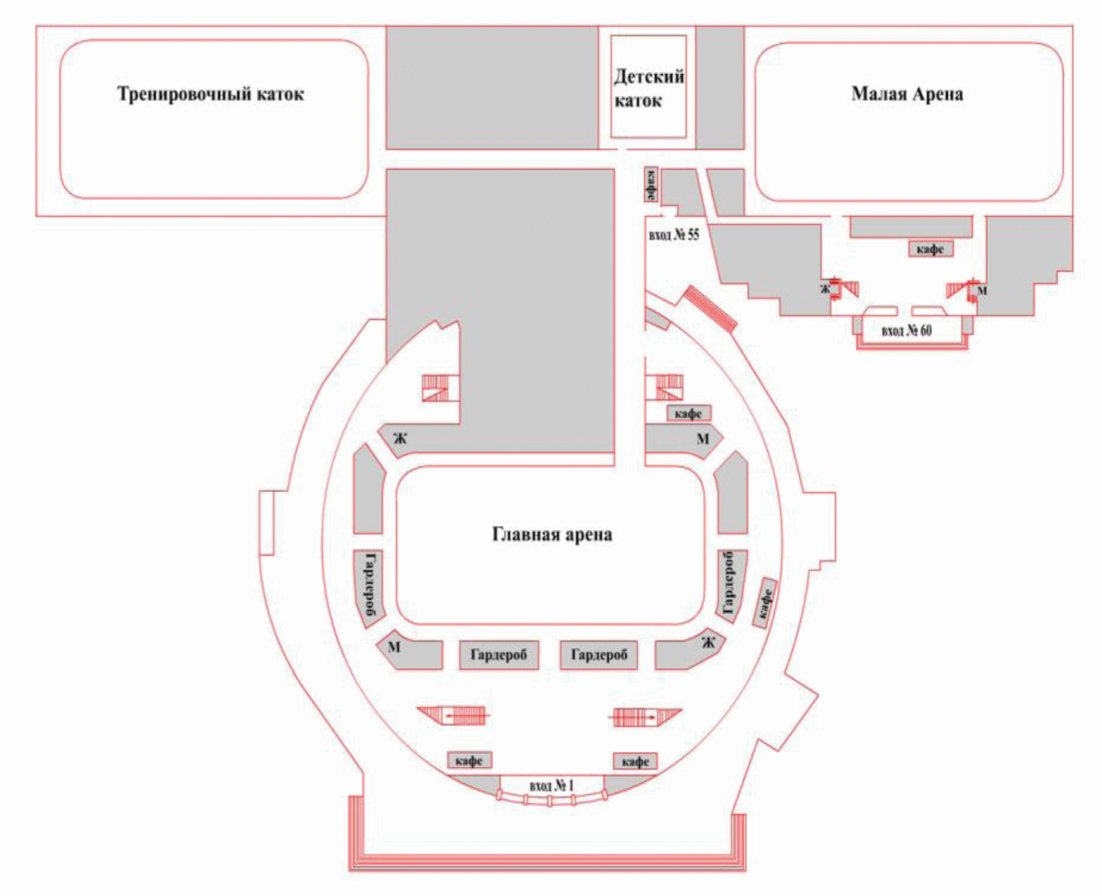 Тренировочный каток
Детский
каток
Малая Арена
кафе
вход № 55
кафе
Ж
М
вход № 60
кафе
Ж
М
Главная арена
Гардероб
Гардероб
кафе
М
Гардероб
Гардероб
Ж
кафе
кафе
вход № 1